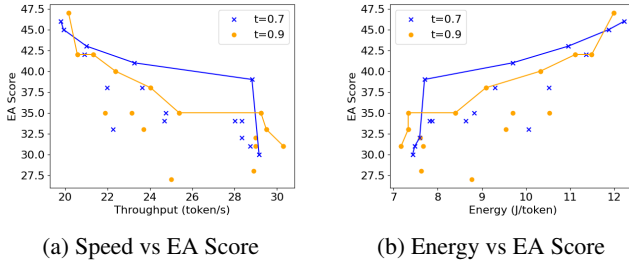 47.5
45.0
42.5
40.0
37.5
35.0
32.5
30.0
27.5
EA Score
t=0.7
t=0.9
20 22 24 26 28 30
Throughput (token/s)
(a) Speed vs EA Score
47.5
45.0
42.5
40.0
37.5
35.0
32.5
30.0
27.5
EA Score
t=0.7
t=0.9
7 8 9 10 11 12
Energy (J/token)
(b) Energy vs EA Score